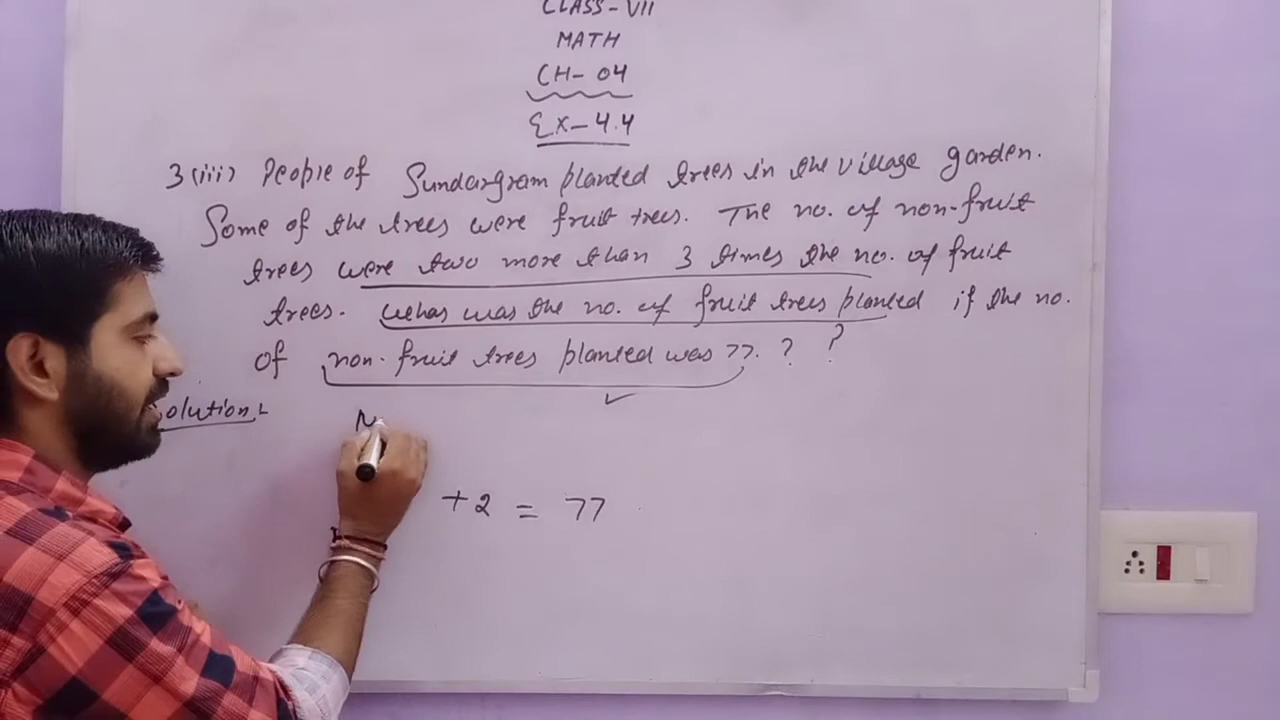 CLASS-VII
MATH
CH-04
Ex-4.4
3(iii) People of Sundargram planted trees in the village garden.
Some of the trees were fruit trees. The no. of non-fruit
trees were two more than 3 times the no. of fruit
trees. whas was the no. of fruit trees planted if the no.
of non-fruit trees planted was 77. ? ?
olution:-
N
+2 = 77